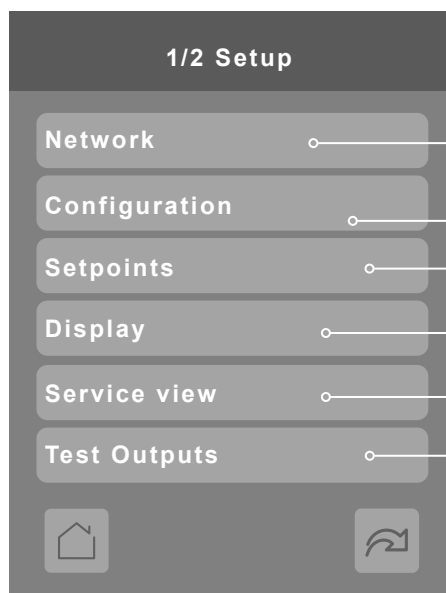 1/2 Setup
Network
Configuration
Setpoints
Display
Service view
Test Outputs